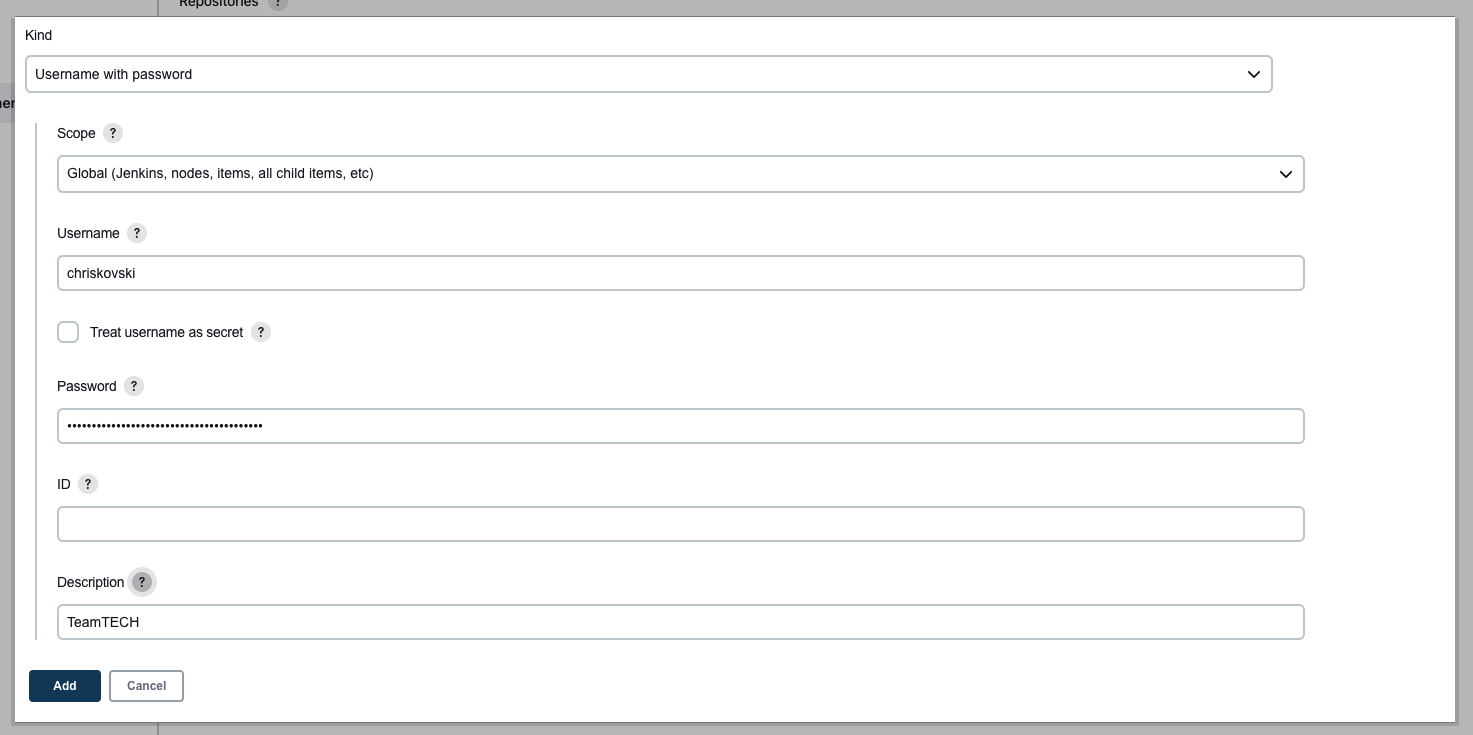 Repositories ?
Kind
Username with password
Scope ?
Global (Jenkins, nodes, items, all child items, etc)
Username ?
chriskovski
Treat username as secret ?
Password ?
••••••••••••••••••••••••••••••••••••••••
ID ?
Description ?
TeamTECH
Add Cancel